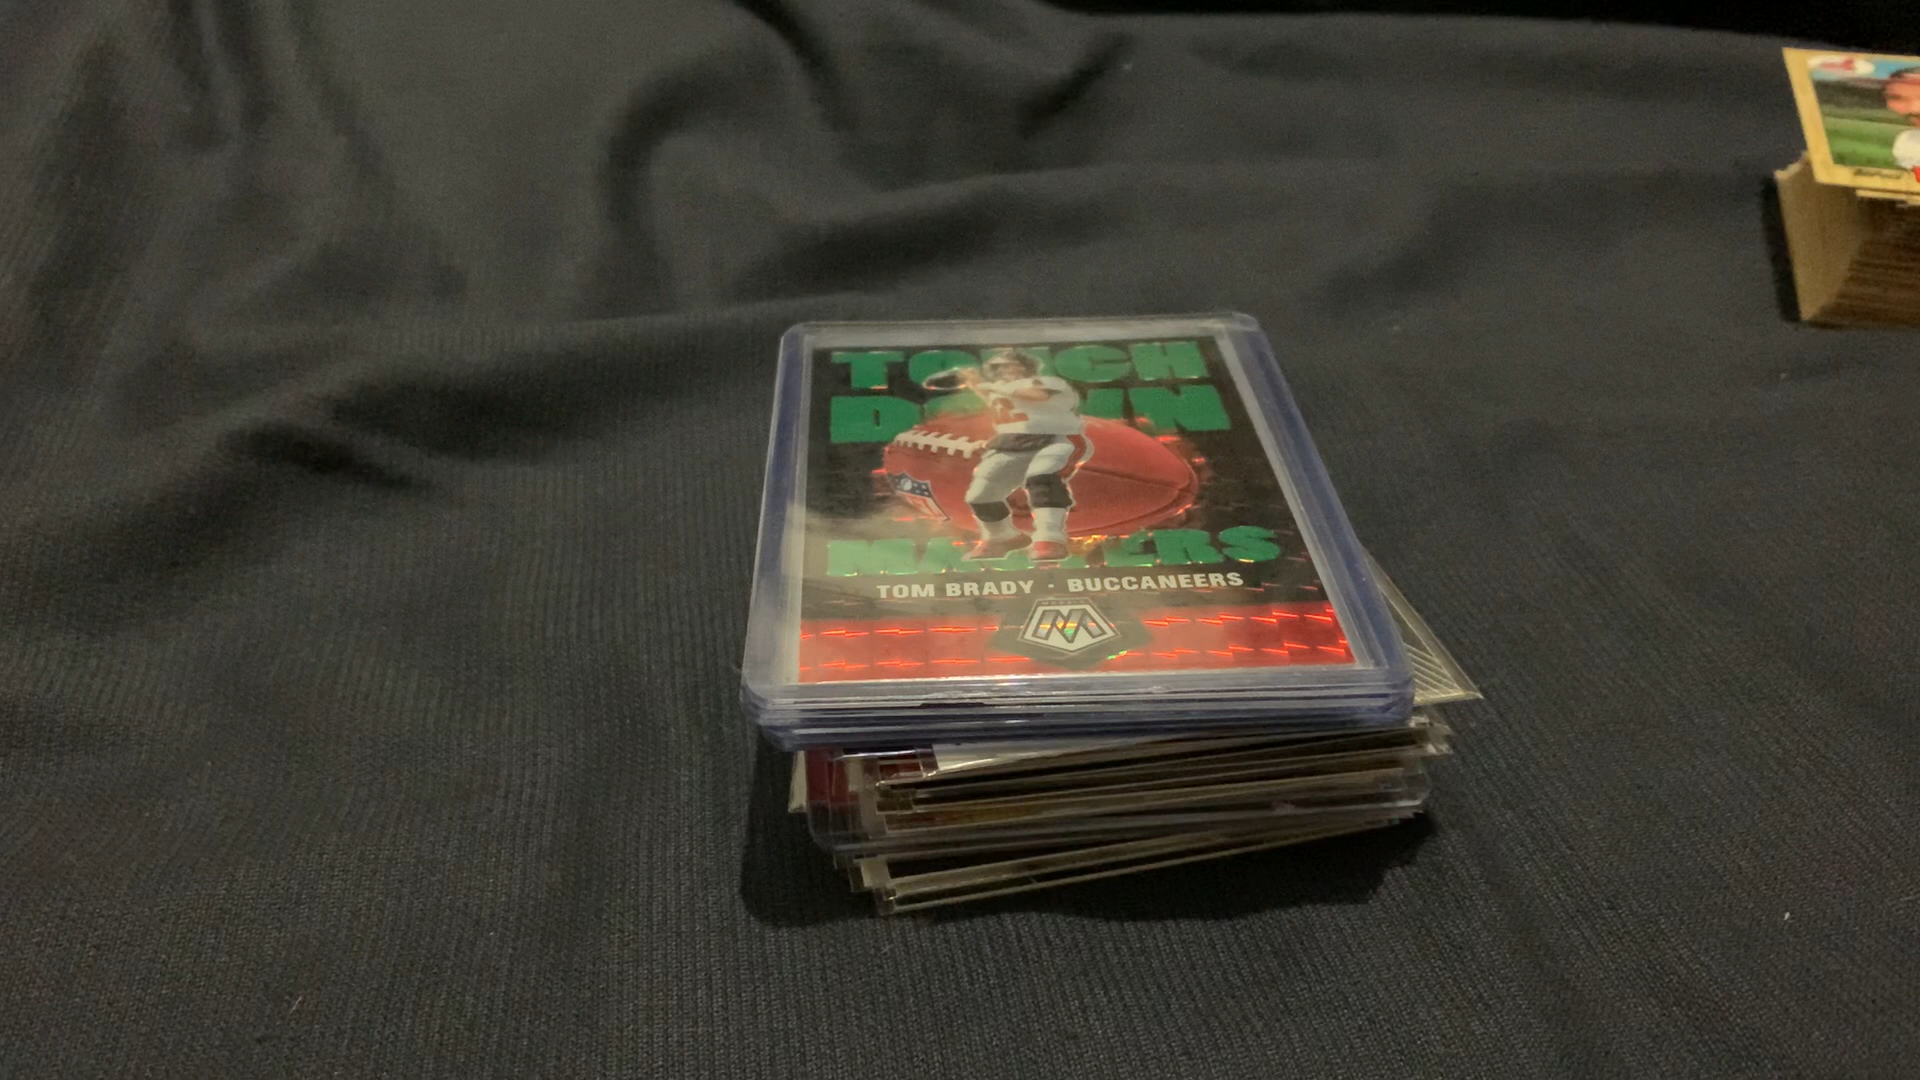 TOUCH
DOWN
MASTERS
TOM BRADY · BUCCANEERS